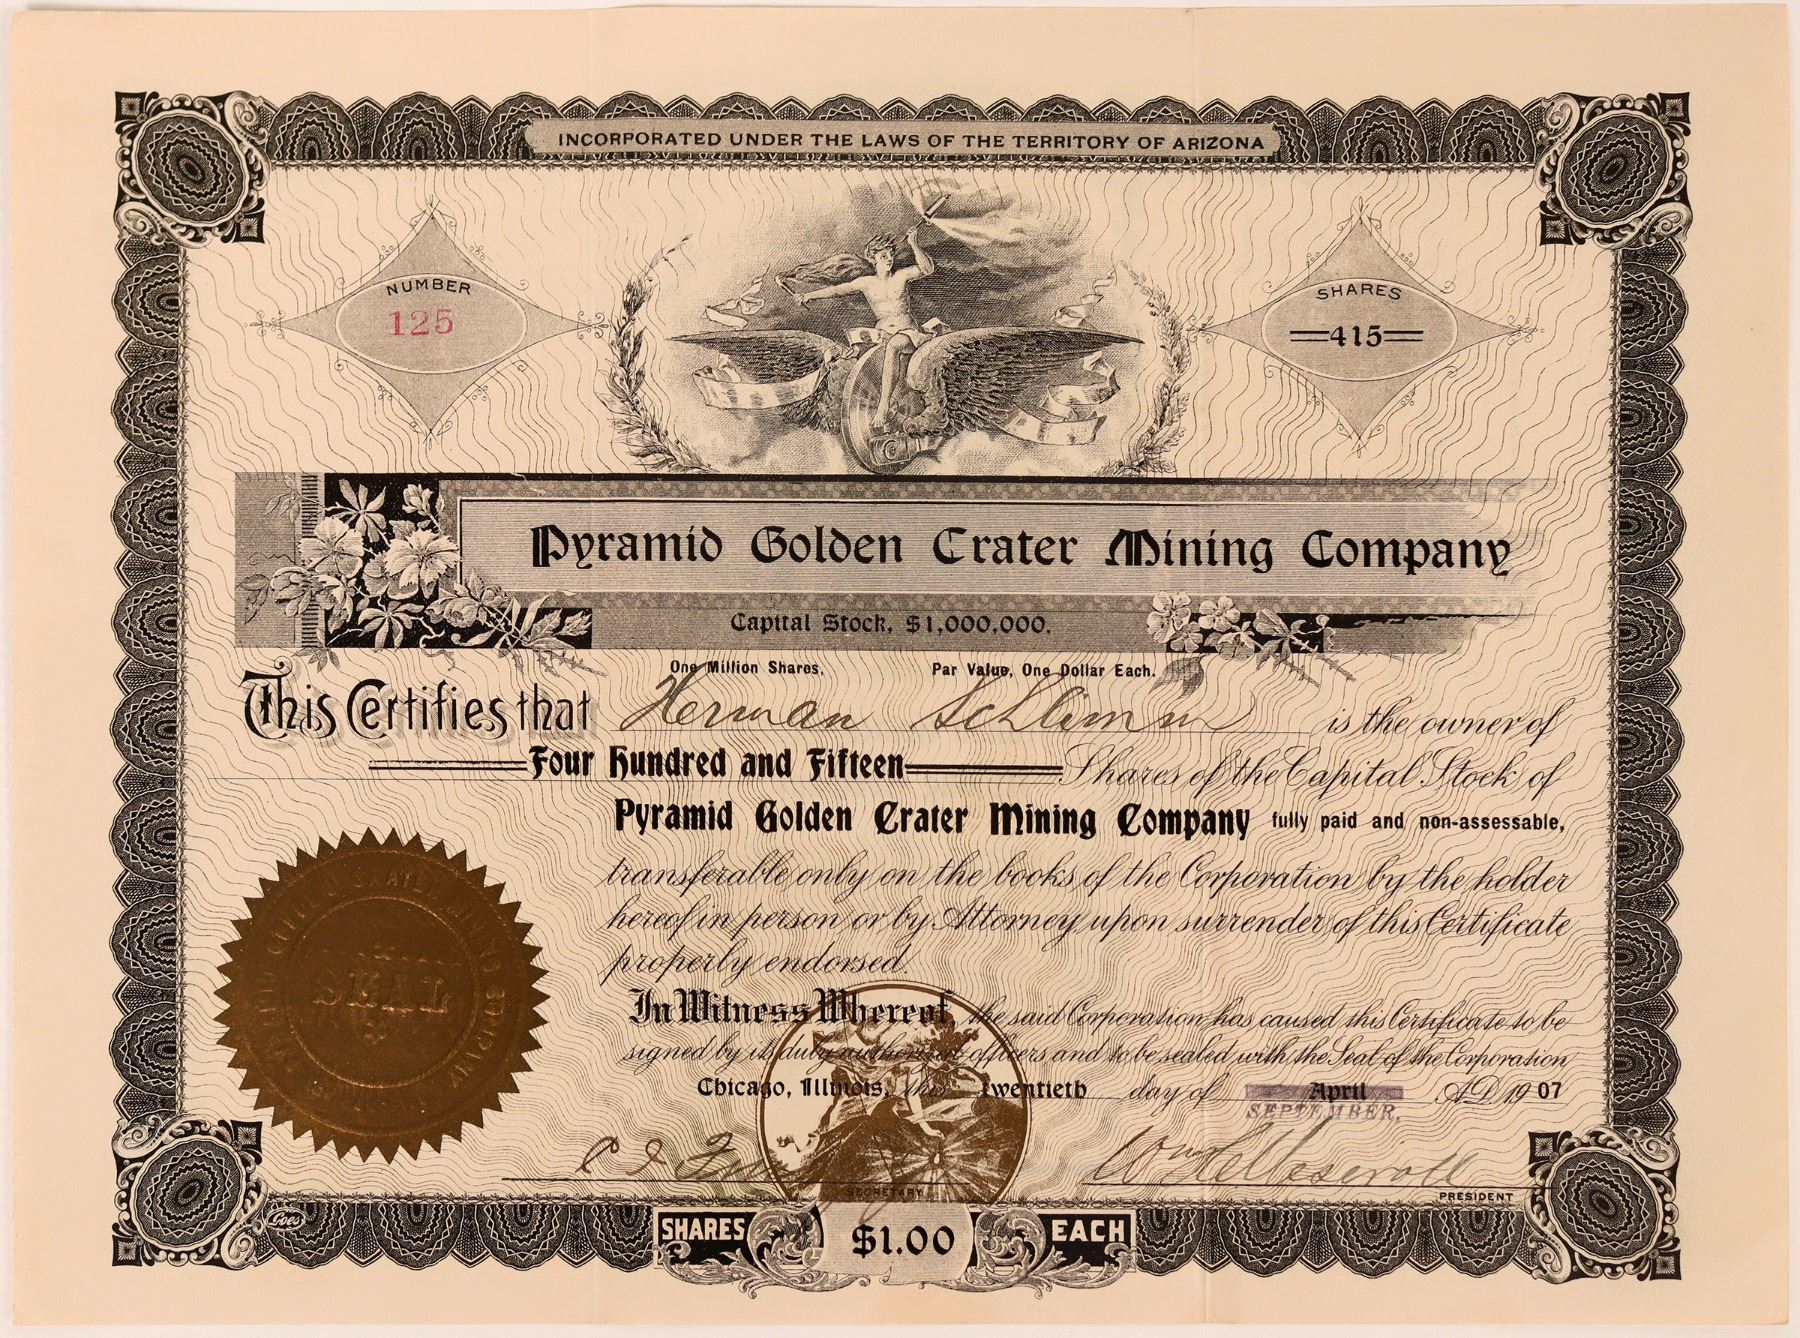 INCORPORATED UNDER THE LAWS OF THE TERRITORY OF ARIZONA
NUMBER
125
SHARES
415
Pyramid Golden Crater Mining Company
Capital Stock, $1,000,000.
One Million Shares. Par Value, One Dollar Each.
This Certifies that Herman Schlimm is the owner of
Four Hundred and Fifteen Shares of the Capital Stock of
Pyramid Golden Crater Mining Company fully paid and non-assessable,
transferable only on the books of the Corporation by the holder
hereof in person or by Attorney upon surrender of this Certificate
properly endorsed.
In Witness Whereof, the said Corporation has caused this Certificate to be
signed by its duly authorized officers and to be sealed with the Seal of the Corporation
Chicago, Illinois, this twentieth day of April A.D. 1907
SEPTEMBER.
SEAL
SECRETARY
PRESIDENT
Goes
SHARES $1.00 EACH